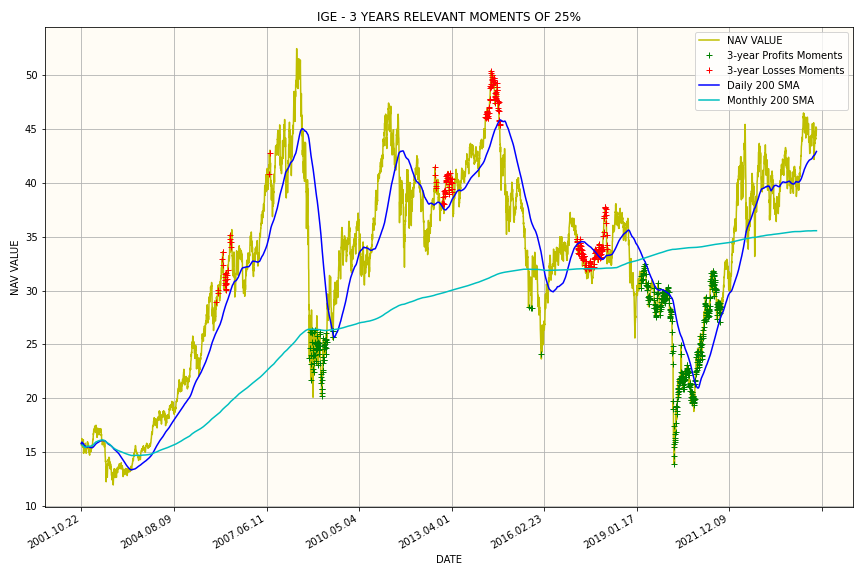 IGE - 3 YEARS RELEVANT MOMENTS OF 25%
NAV VALUE
3-year Profits Moments
3-year Losses Moments
Daily 200 SMA
Monthly 200 SMA
50
45
40
35
30
25
20
15
10
NAV VALUE
2001.10.22
2004.08.09
2007.06.11
2010.05.04
2013.04.01
2016.02.23
2019.01.17
2021.12.09
DATE